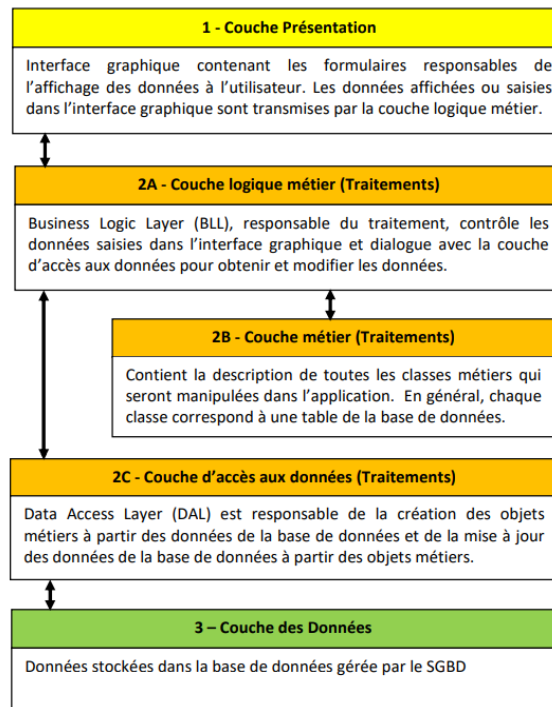 1 - Couche Présentation
Interface graphique contenant les formulaires responsables de
l'affichage des données à l'utilisateur. Les données affichées ou saisies
dans l'interface graphique sont transmises par la couche logique métier.
2A - Couche logique métier (Traitements)
Business Logic Layer (BLL), responsable du traitement, contrôle les
données saisies dans l'interface graphique et dialogue avec la couche
d'accès aux données pour obtenir et modifier les données.
2B - Couche métier (Traitements)
Contient la description de toutes les classes métiers qui
seront manipulées dans l'application. En général, chaque
classe correspond à une table de la base de données.
2C - Couche d'accès aux données (Traitements)
Data Access Layer (DAL) est responsable de la création des objets
métiers à partir des données de la base de données et de la mise à jour
des données de la base de données à partir des objets métiers.
3 – Couche des Données
Données stockées dans la base de données gérée par le SGBD